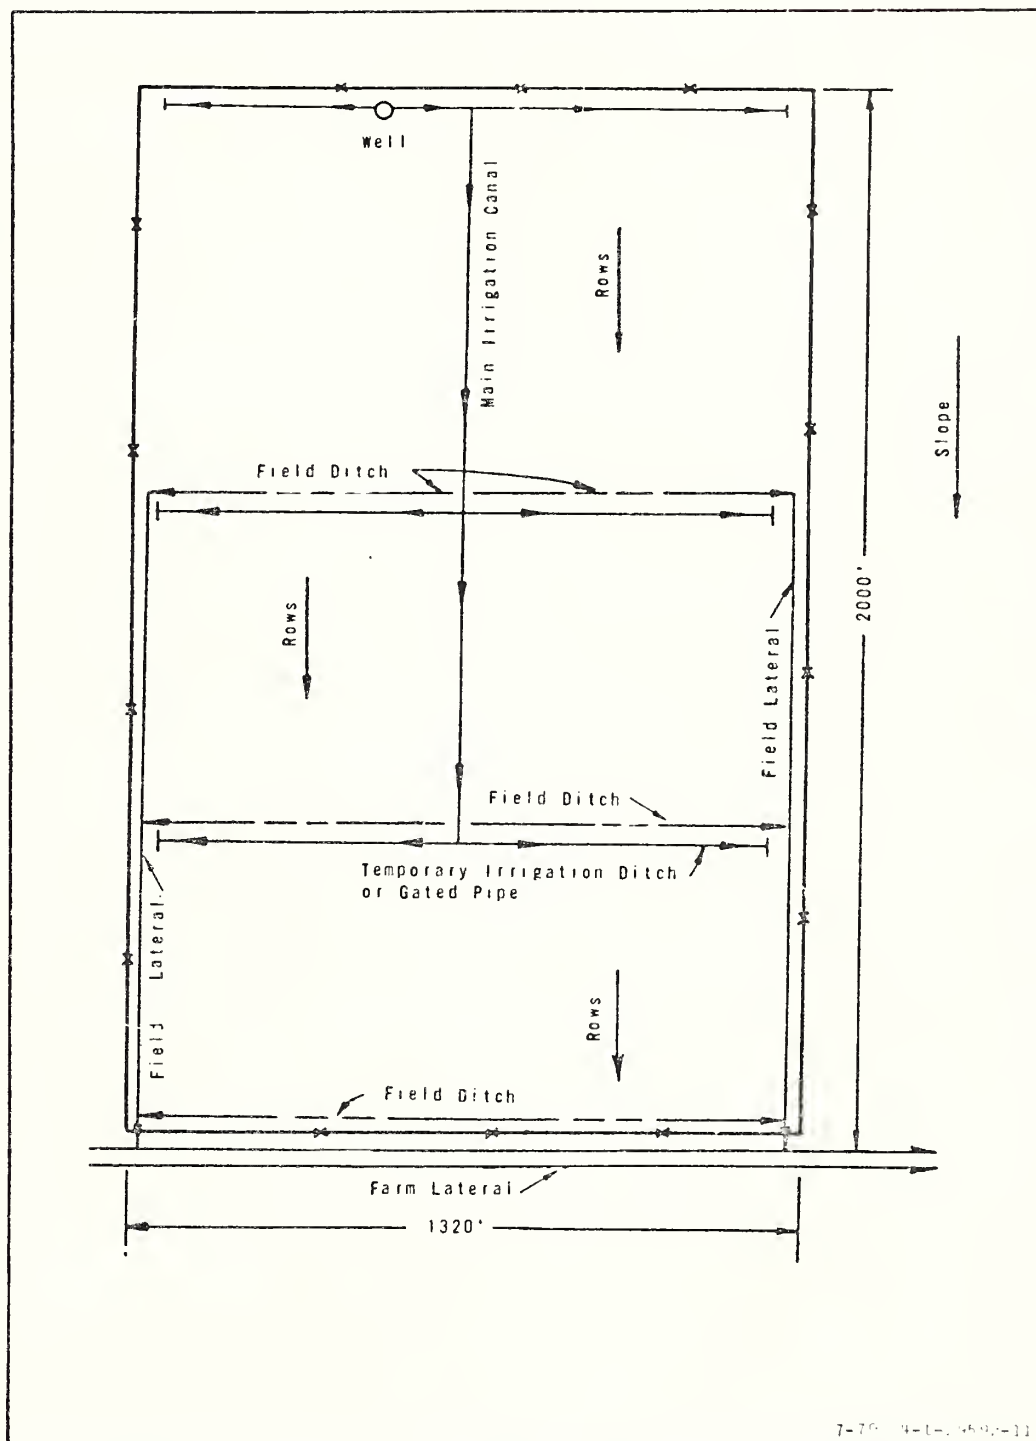 Well
Main Irrigation Canal
Rows
Slope
Field Ditch
2000'
Rows
Field Lateral
Field Ditch
Temporary Irrigation Ditch
or Gated Pipe
Field Lateral
Rows
Field Ditch
Farm Lateral
1320'